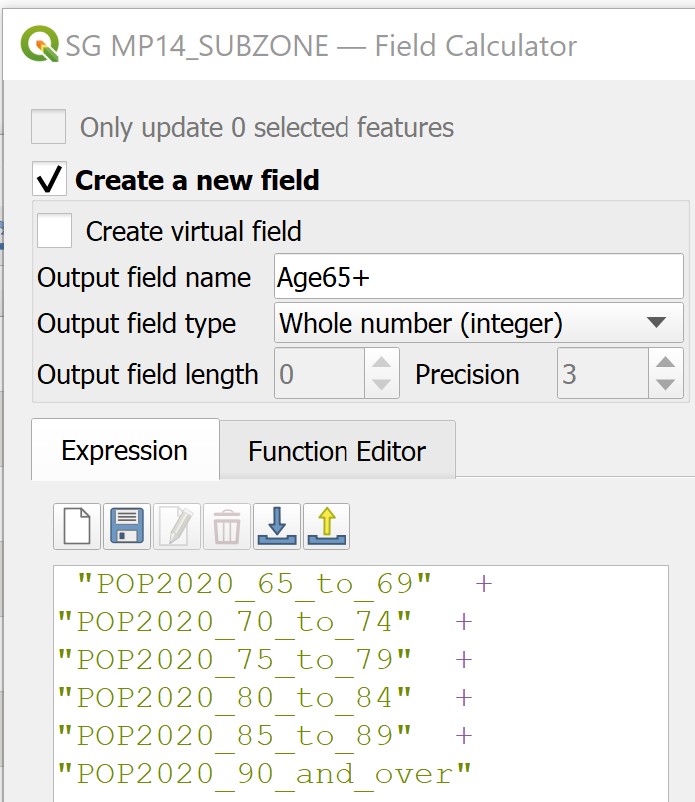 SG MP14_SUBZONE — Field Calculator
Only update 0 selected features
Create a new field
Create virtual field
Output field name Age65+
Output field type Whole number (integer)
Output field length 0 Precision 3
Expression Function Editor
"POP2020_65_to_69" +
"POP2020_70_to_74" +
"POP2020_75_to_79" +
"POP2020_80_to_84" +
"POP2020_85_to_89" +
"POP2020_90_and_over"